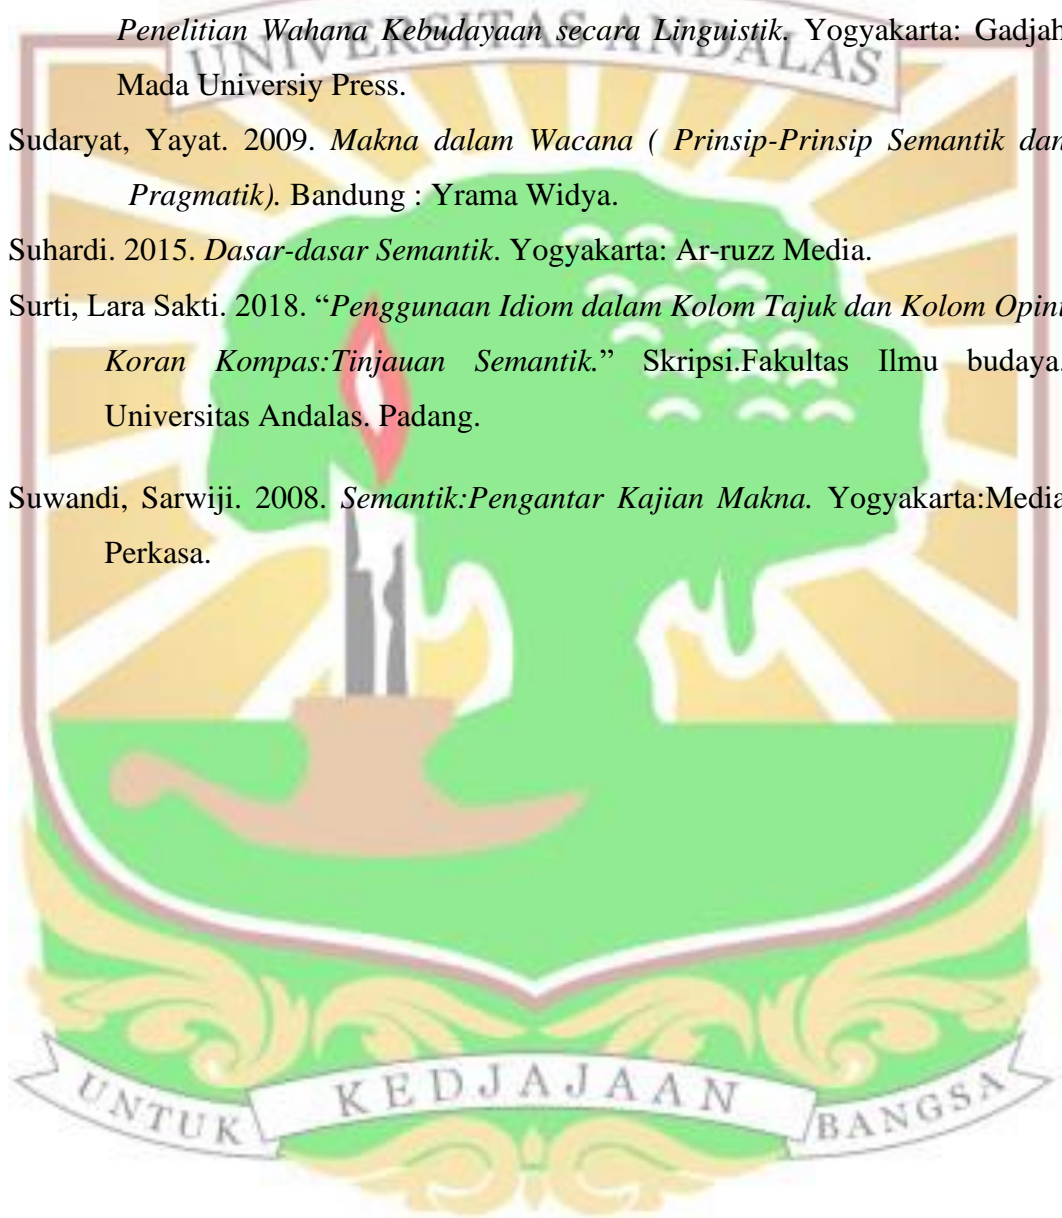 Penelitian Wahana Kebudayaan secara Linguistik. Yogyakarta: Gadjah
UNIVERSITAS ANDALAS
Mada Universiy Press.
Sudaryat, Yayat. 2009. Makna dalam Wacana ( Prinsip-Prinsip Semantik dan
Pragmatik). Bandung : Yrama Widya.
Suhardi. 2015. Dasar-dasar Semantik. Yogyakarta: Ar-ruzz Media.
Surti, Lara Sakti. 2018. “Penggunaan Idiom dalam Kolom Tajuk dan Kolom Opini
Koran Kompas:Tinjauan Semantik.” Skripsi.Fakultas Ilmu budaya.
Universitas Andalas. Padang.
Suwandi, Sarwiji. 2008. Semantik:Pengantar Kajian Makna. Yogyakarta:Media
Perkasa.
UNTUK KEDJAJAAN BANGSA